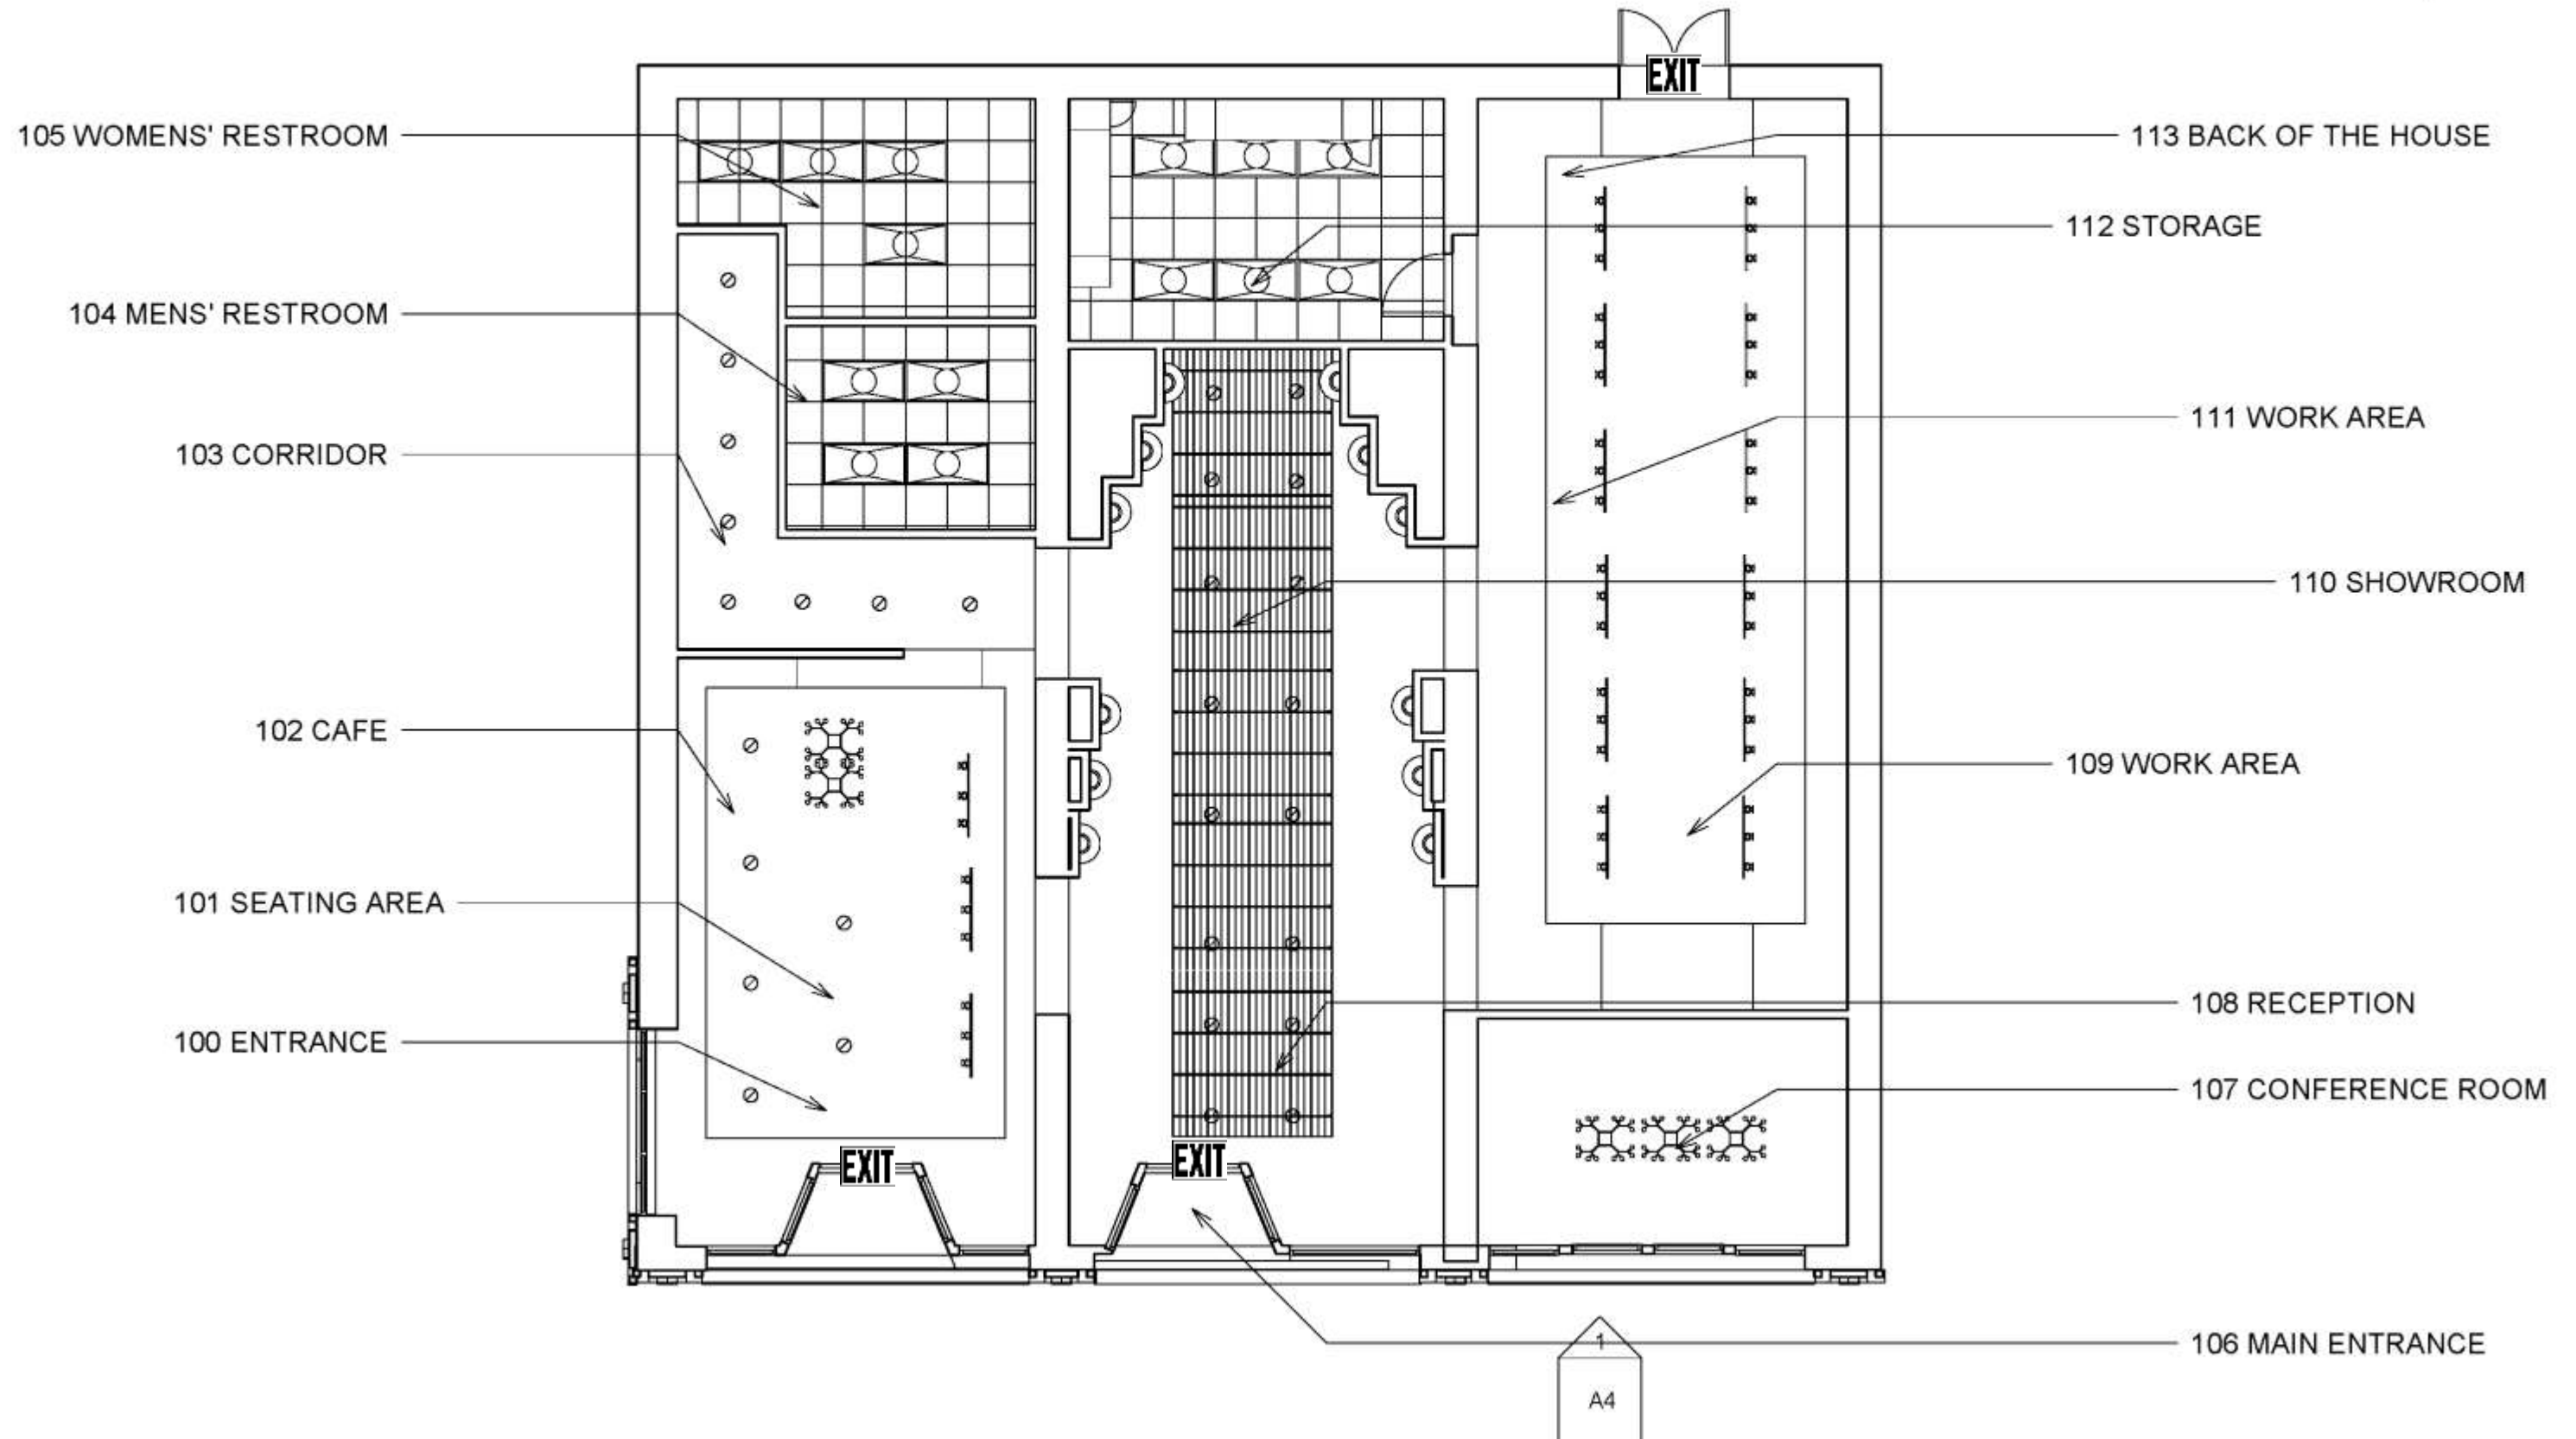 EXIT
105 WOMENS' RESTROOM
113 BACK OF THE HOUSE
112 STORAGE
104 MENS' RESTROOM
111 WORK AREA
103 CORRIDOR
110 SHOWROOM
102 CAFE
109 WORK AREA
101 SEATING AREA
108 RECEPTION
100 ENTRANCE
107 CONFERENCE ROOM
EXIT
EXIT
106 MAIN ENTRANCE
1
A4